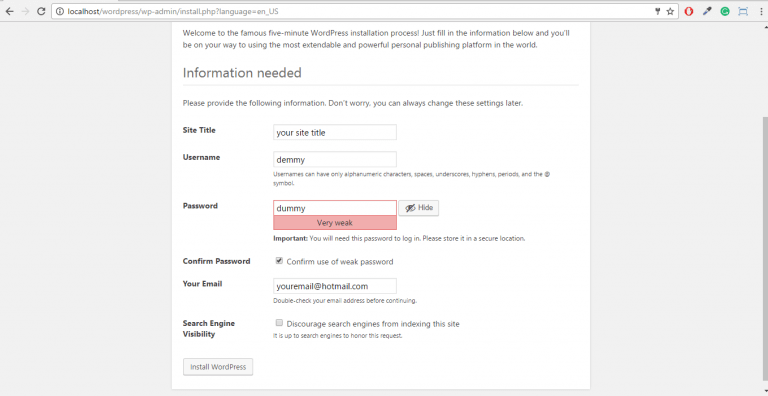 localhost/wordpress/wp-admin/install.php?language=en_US
Welcome to the famous five-minute WordPress installation process! Just fill in the information below and you'll
be on your way to using the most extendable and powerful personal publishing platform in the world.
Information needed
Please provide the following information. Don't worry, you can always change these settings later.
Site Title your site title
Username demmy
Usernames can have only alphanumeric characters, spaces, underscores, hyphens, periods, and the @
symbol.
Password dummy Hide
Very weak
Important: You will need this password to log in. Please store it in a secure location.
Confirm Password Confirm use of weak password
Your Email youremail@hotmail.com
Double-check your email address before continuing.
Search Engine Discourage search engines from indexing this site
Visibility It is up to search engines to honor this request.
Install WordPress